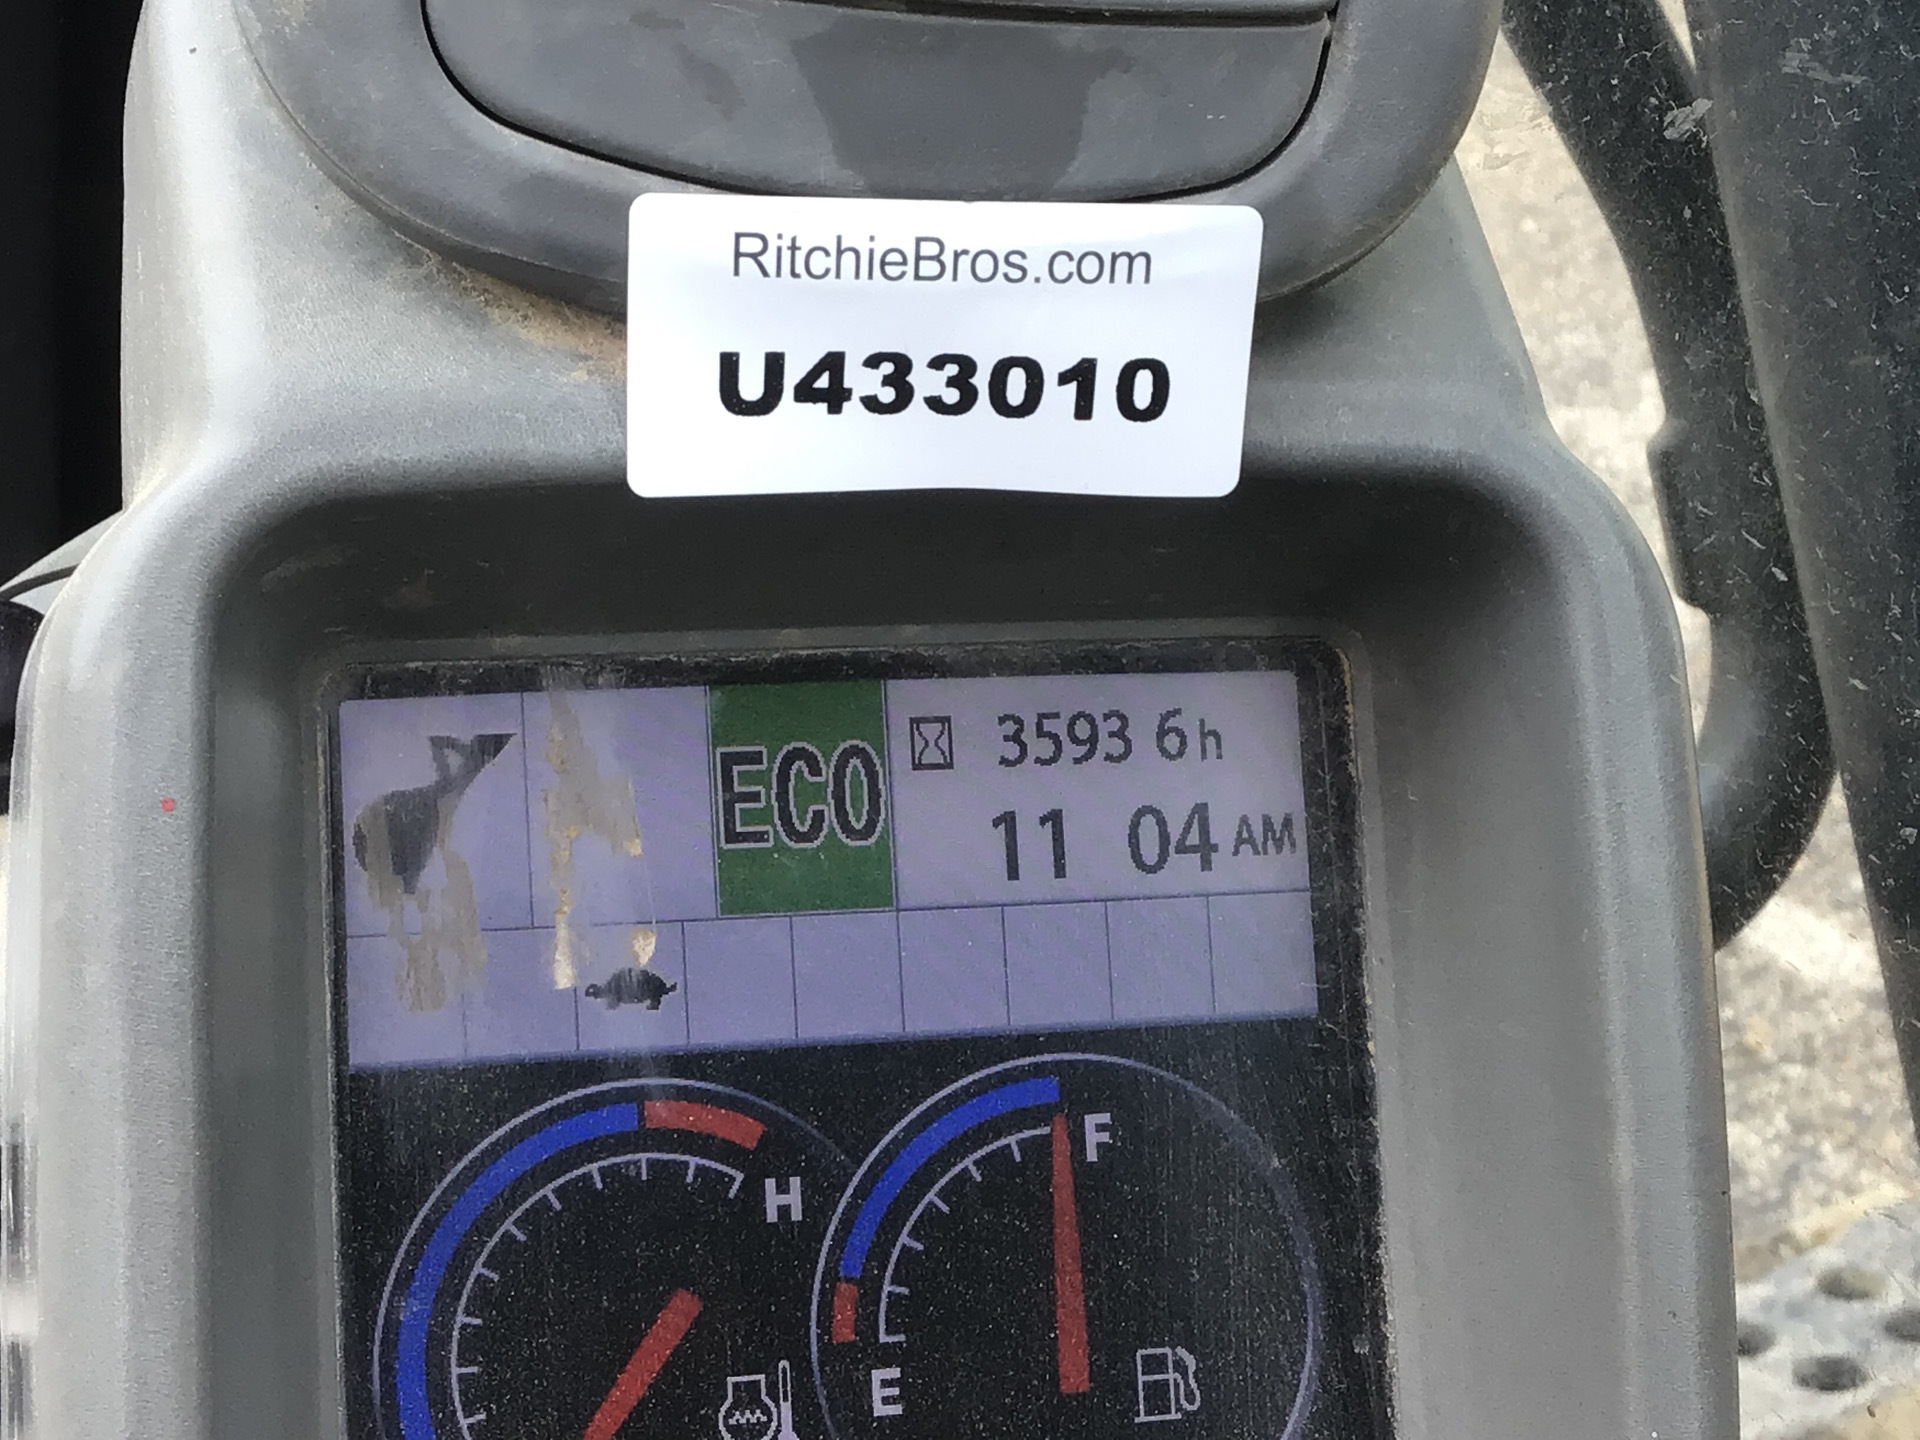 RitchieBros.com
U433010
ECO
3593 6h
11 04 AM
H
F
E